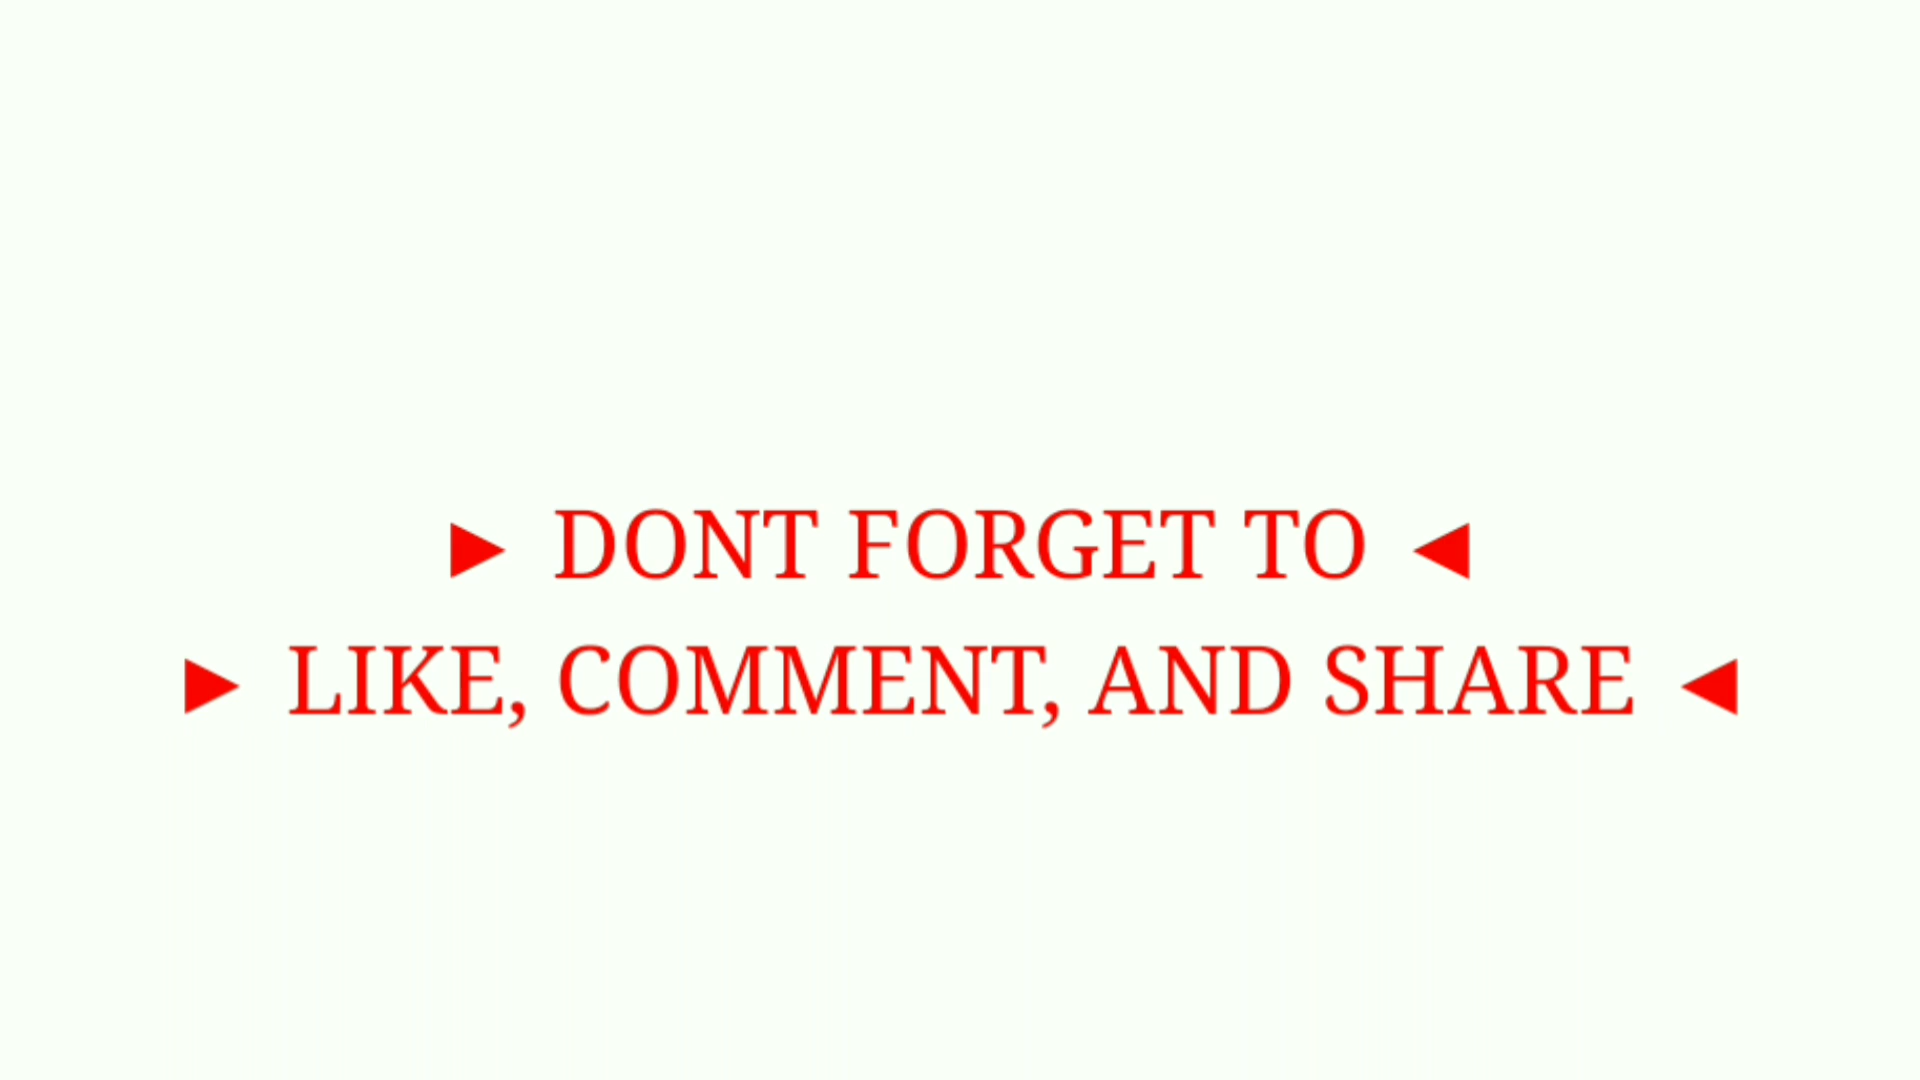 ► DONT FORGET TO ◄
► LIKE, COMMENT, AND SHARE ◄